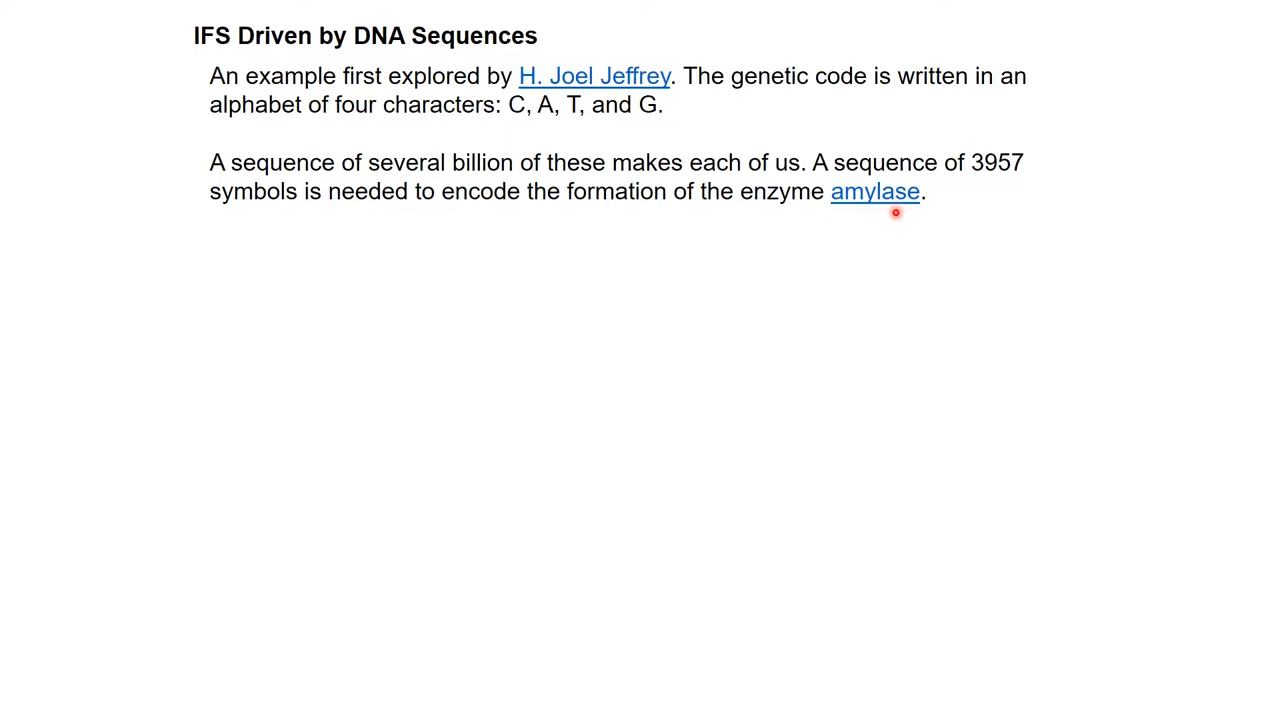 IFS Driven by DNA Sequences
An example first explored by H. Joel Jeffrey. The genetic code is written in an
alphabet of four characters: C, A, T, and G.
A sequence of several billion of these makes each of us. A sequence of 3957
symbols is needed to encode the formation of the enzyme amylase.